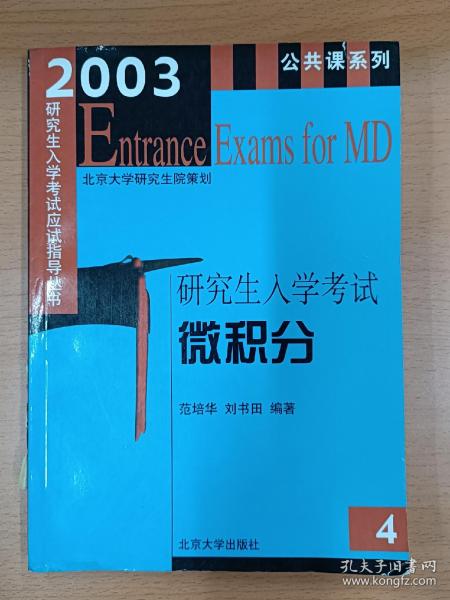 2003
公共课系列
Entrance Exams for MD
北京大学研究生院策划
研究生入学考试应试指导丛书
研究生入学考试
微积分
范培华 刘书田 编著
4
北京大学出版社
孔夫子旧书网
www.kongfz.com